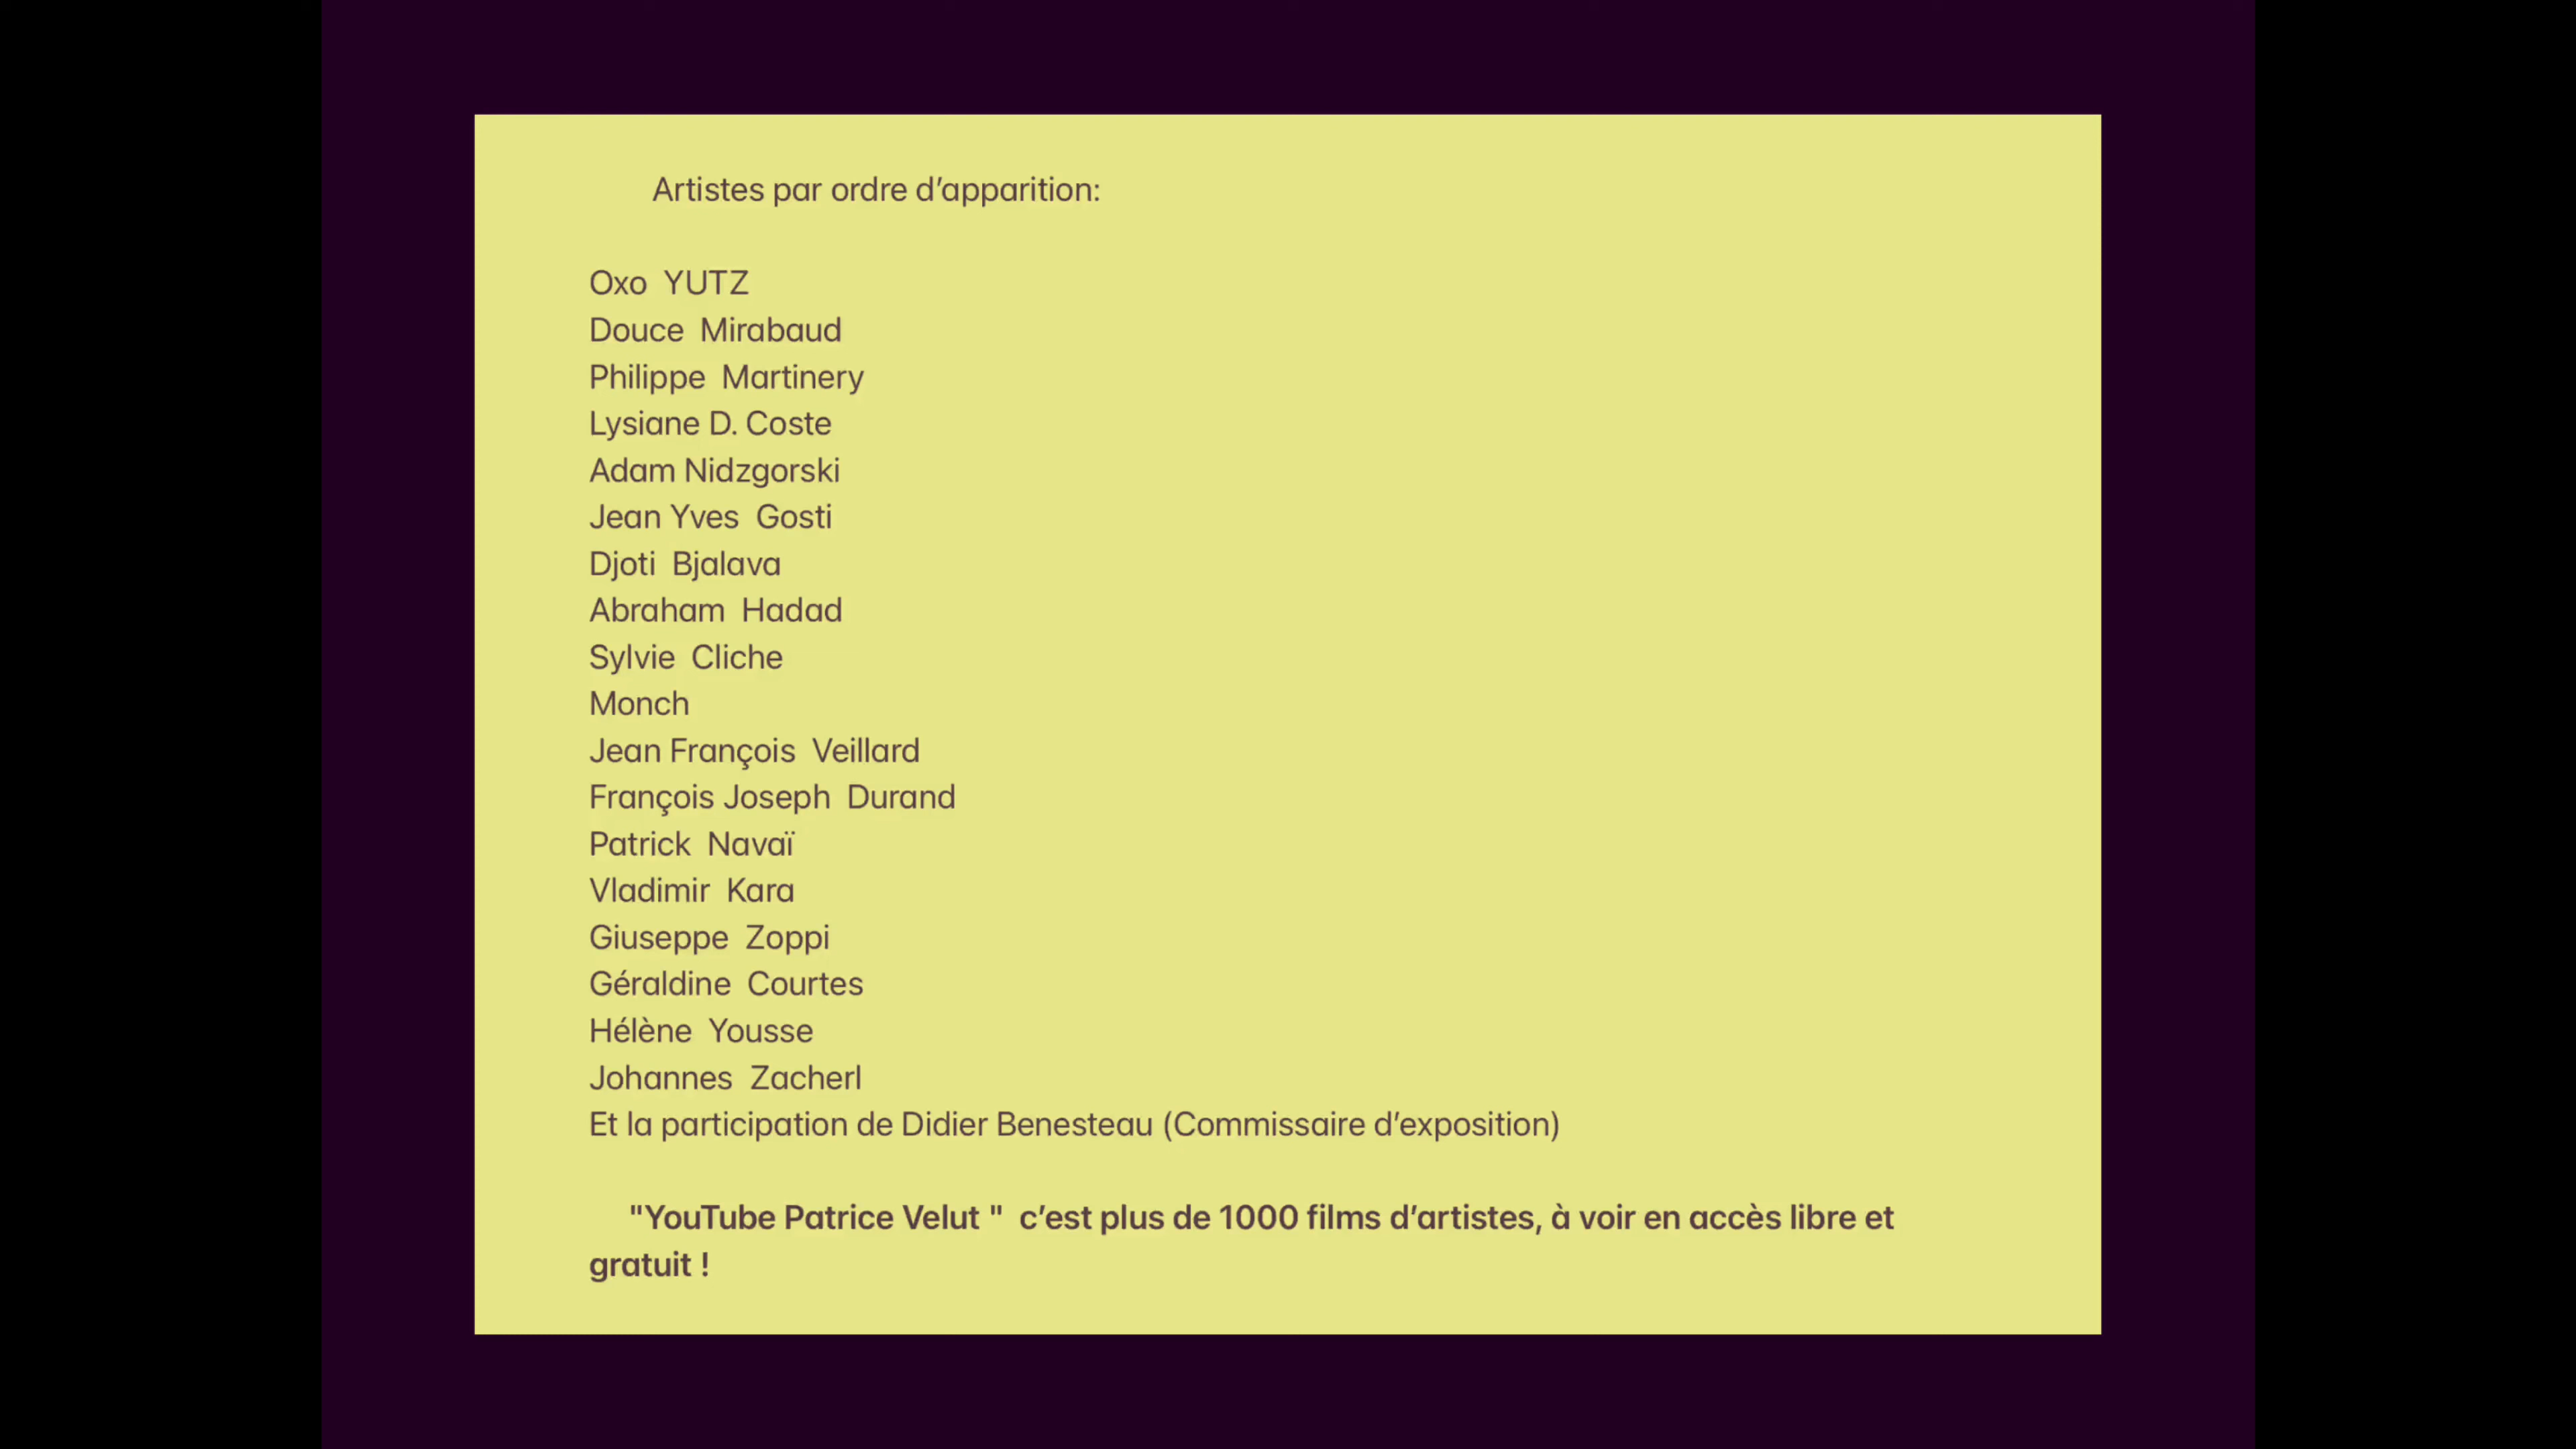 Artistes par ordre d’apparition:
Oxo YUTZ
Douce Mirabaud
Philippe Martinery
Lysiane D. Coste
Adam Nidzgorski
Jean Yves Gosti
Djoti Bjalava
Abraham Hadad
Sylvie Cliche
Monch
Jean François Veillard
François Joseph Durand
Patrick Navaï
Vladimir Kara
Giuseppe Zoppi
Géraldine Courtes
Hélène Yousse
Johannes Zacherl
Et la participation de Didier Benesteau (Commissaire d’exposition)
"YouTube Patrice Velut " c’est plus de 1000 films d’artistes, à voir en accès libre et
gratuit !